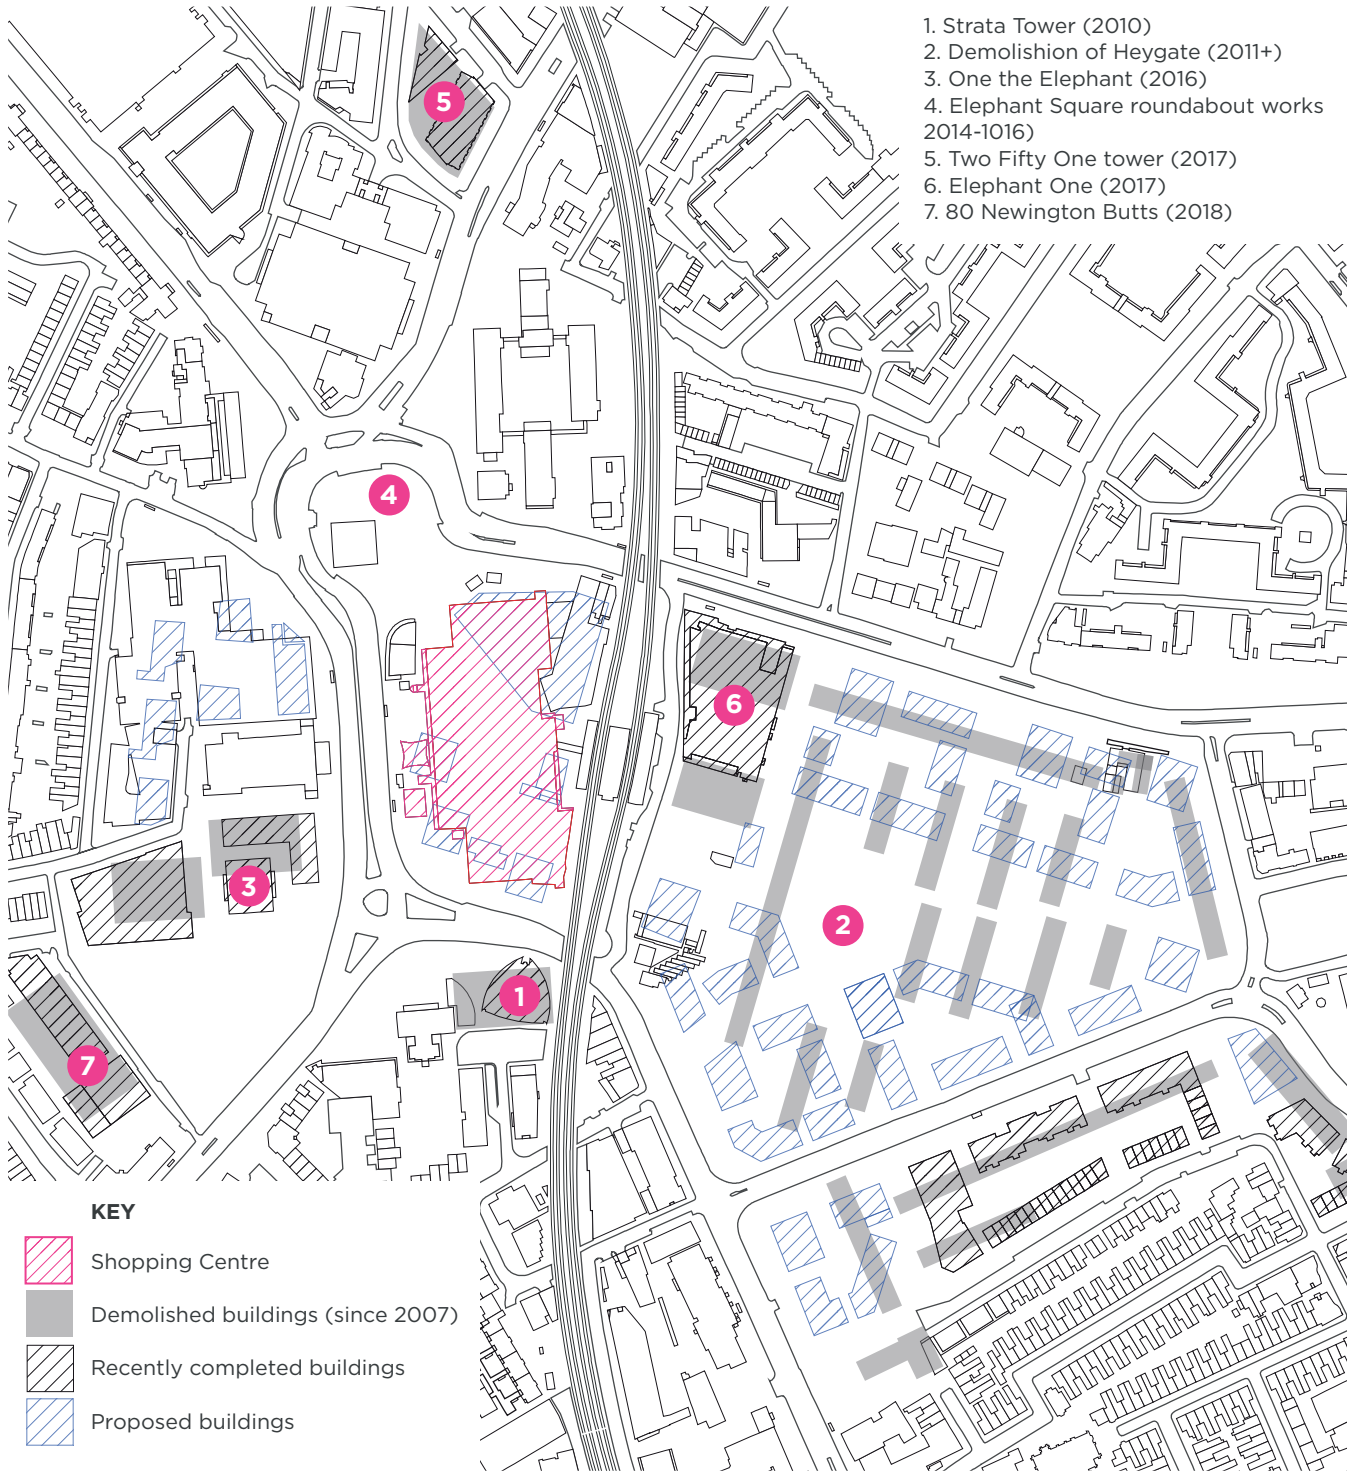 1. Strata Tower (2010)
2. Demolishion of Heygate (2011+)
3. One the Elephant (2016)
4. Elephant Square roundabout works
2014-1016)
5. Two Fifty One tower (2017)
6. Elephant One (2017)
7. 80 Newington Butts (2018)
5
4
6
3
2
1
7
KEY
Shopping Centre
Demolished buildings (since 2007)
Recently completed buildings
Proposed buildings